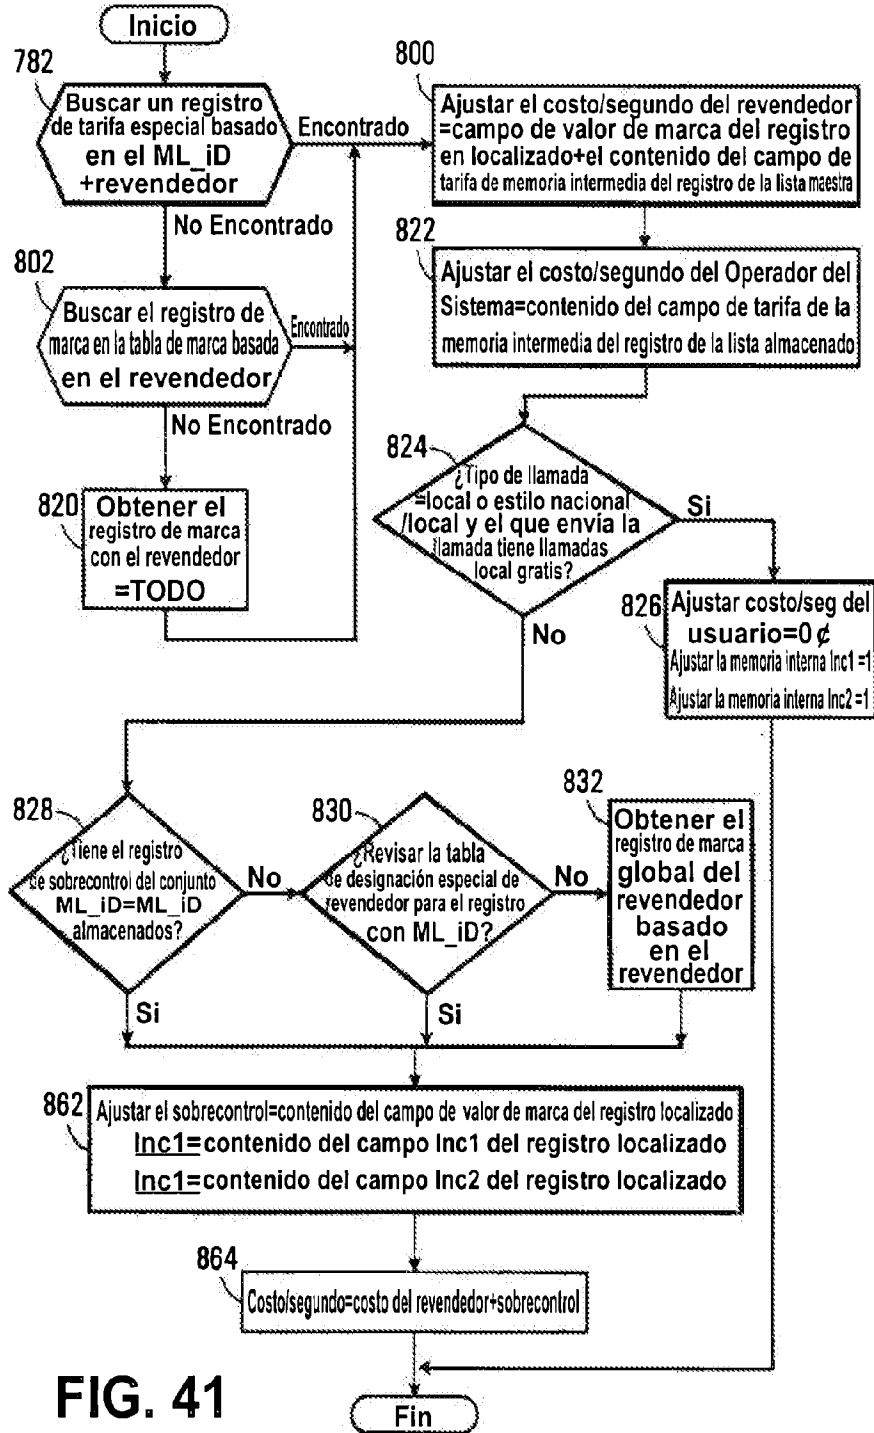 Inicio
782
Buscar un registro
de tarifa especial basado
en el ML_iD
+revendedor
Encontrado
No Encontrado
800
Ajustar el costo/segundo del revendedor
=campo de valor de marca del registro
en localizado+el contenido del campo de
tarifa de memoria intermedia del registro de la lista maestra
802
Buscar el registro de
marca en la tabla de marca basada
en el revendedor
Encontrado
No Encontrado
822
Ajustar el costo/segundo del Operador del
Sistema=contenido del campo de tarifa de la
memoria intermedia del registro de la lista almacenado
820
Obtener el
registro de marca
con el revendedor
=TODO
824
¿Tipo de llamada
=local o estilo nacional
/local y el que envía la
llamada tiene llamadas
local gratis?
Si
No
826
Ajustar costo/seg del
usuario=0 ¢
Ajustar la memoria interna Inc1 =1
Ajustar la memoria interna Inc2 =1
828
¿Tiene el registro
de sobrecontrol del conjunto
ML_iD=ML_iD
almacenados?
No
Si
830
¿Revisar la tabla
de designación especial de
revendedor para el registro
con ML_iD?
No
Si
832
Obtener el
registro de marca
global del
revendedor
basado
en el
revendedor
862
Ajustar el sobrecontrol=contenido del campo de valor de marca del registro localizado
Inc1=contenido del campo Inc1 del registro localizado
Inc1=contenido del campo Inc2 del registro localizado
864
Costo/segundo=costo del revendedor+sobrecontrol
Fin
FIG. 41